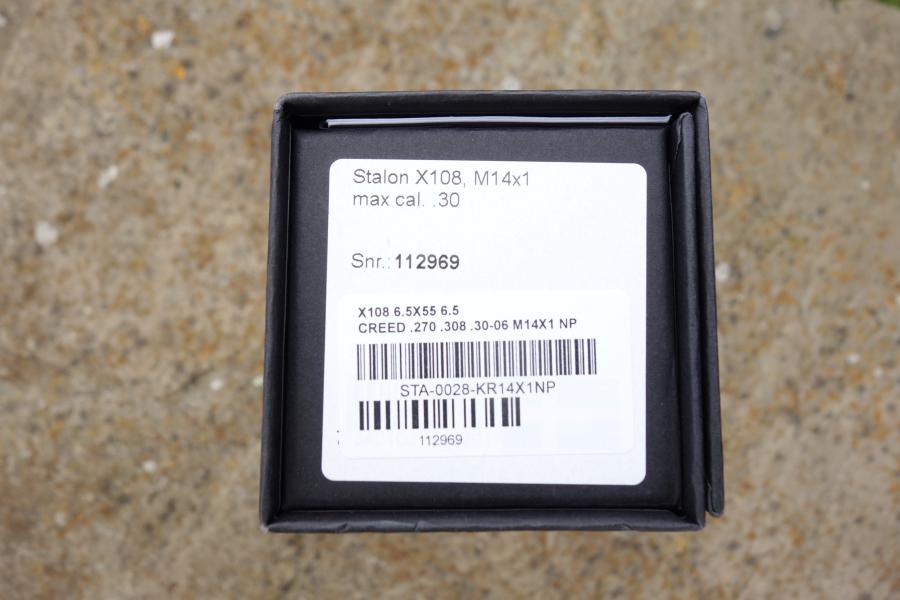 Stalon X108, M14x1
max cal. .30
Snr.: 112969
X108 6.5X55 6.5
CREED .270 .308 .30-06 M14X1 NP
STA-0028-KR14X1NP
112969